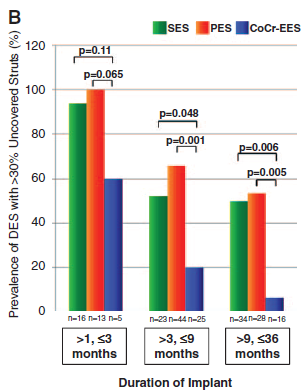 B
SES PES CoCr-EES
Prevalence of DES with >30% Uncovered Struts (%)
120
100
80
60
40
20
0
p=0.11
p=0.065
p=0.048
p=0.001
p=0.006
p=0.005
n=16 n=13 n=5
n=23 n=44 n=25
n=34 n=28 n=16
>1, ≤3
months
>3, ≤9
months
>9, ≤36
months
Duration of Implant